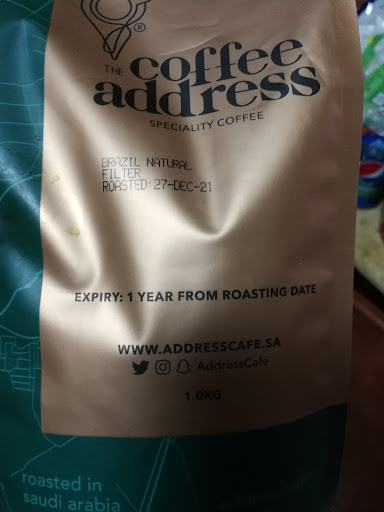 ®
THE coffee
address
SPECIALITY COFFEE
BRAZIL NATURAL
FILTER
ROASTED:27-DEC-21
EXPIRY: 1 YEAR FROM ROASTING DATE
WWW.ADDRESSCAFE.SA
AddressCafe
1.0KG
roasted in
saudi arabia